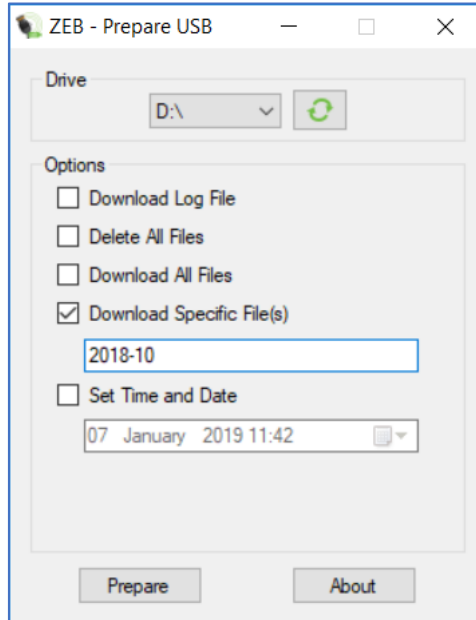 ZEB - Prepare USB
Drive
D:\
Options
Download Log File
Delete All Files
Download All Files
Download Specific File(s)
2018-10
Set Time and Date
07 January 2019 11:42
Prepare About